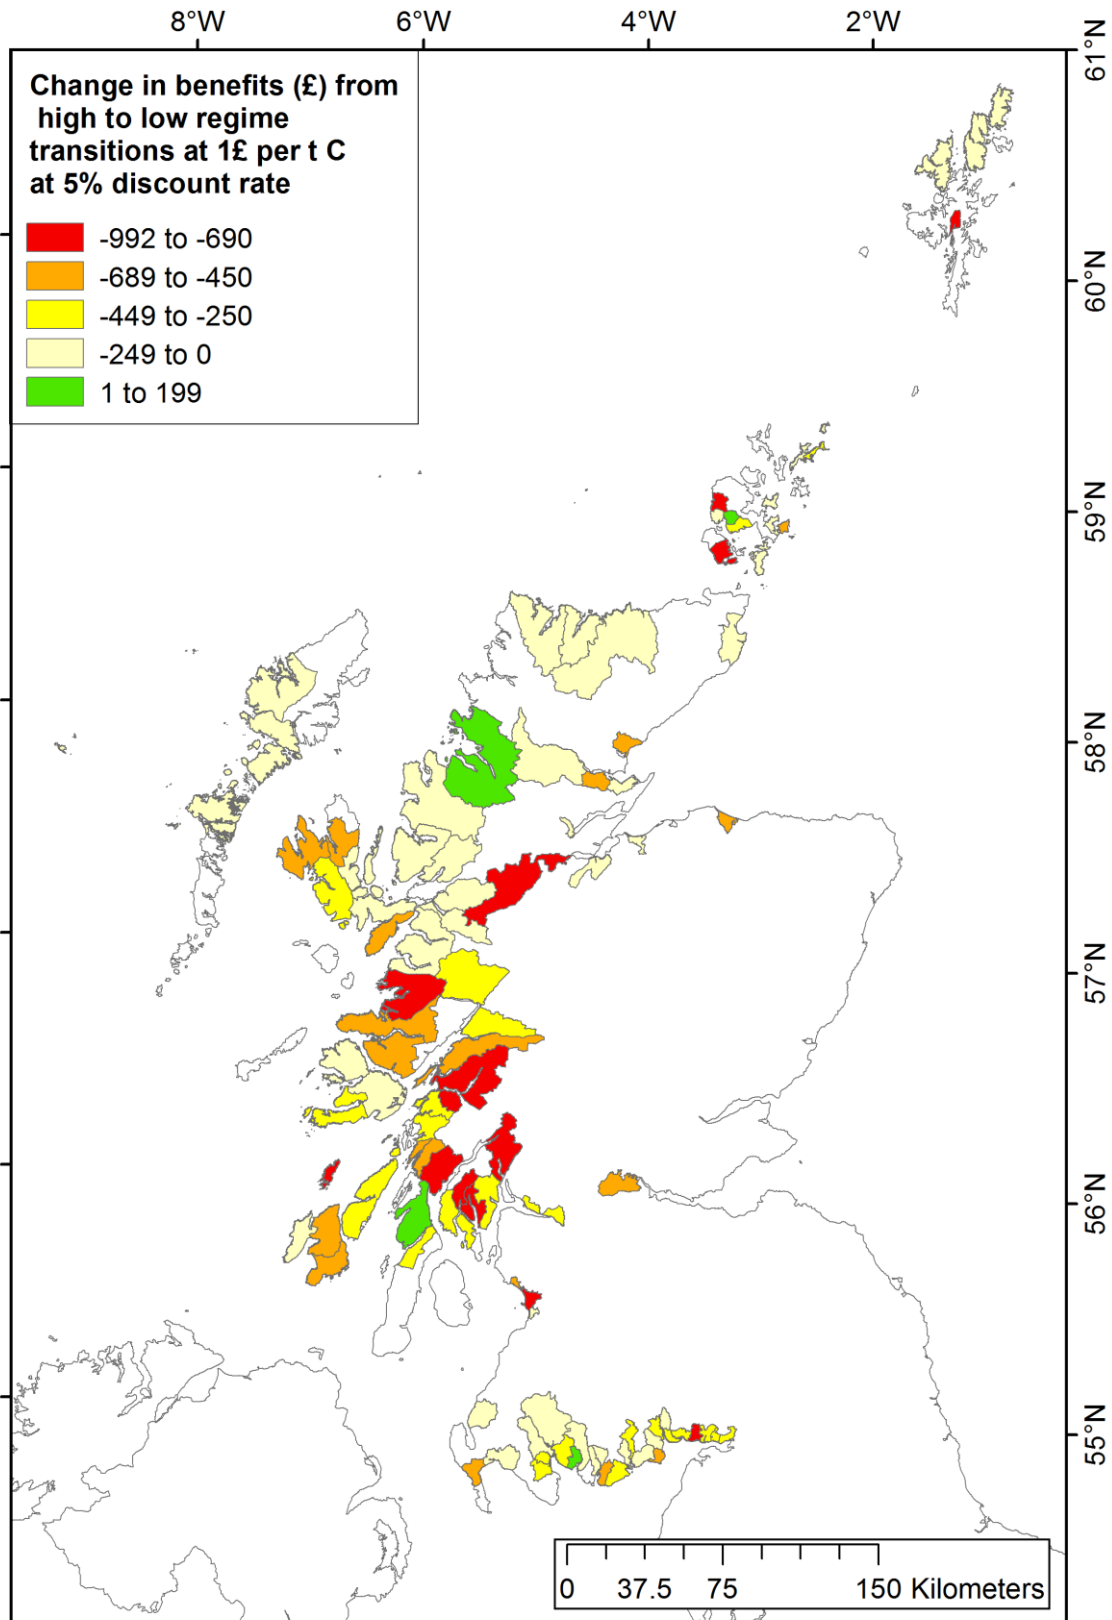 8°W 6°W 4°W 2°W
61°N
Change in benefits (£) from
high to low regime
transitions at 1£ per t C
at 5% discount rate
-992 to -690
-689 to -450
-449 to -250
-249 to 0
1 to 199
60°N
59°N
58°N
57°N
56°N
55°N
0 37.5 75 150 Kilometers